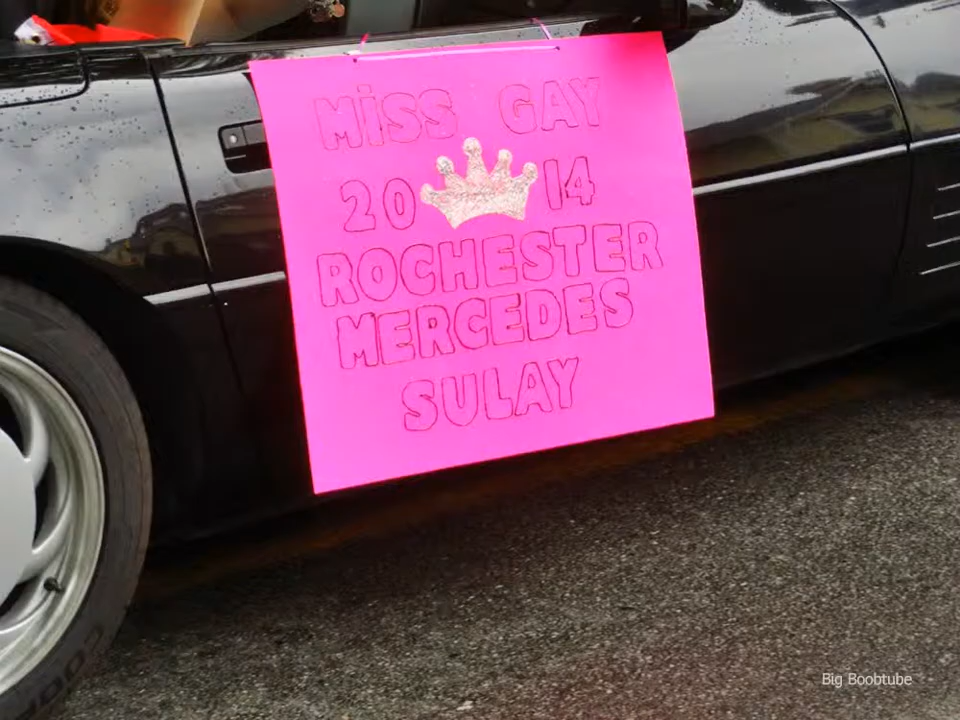 MiSS GAY
20 14
ROCHESTER
MERCEDES
SULAY
Big Boobtube